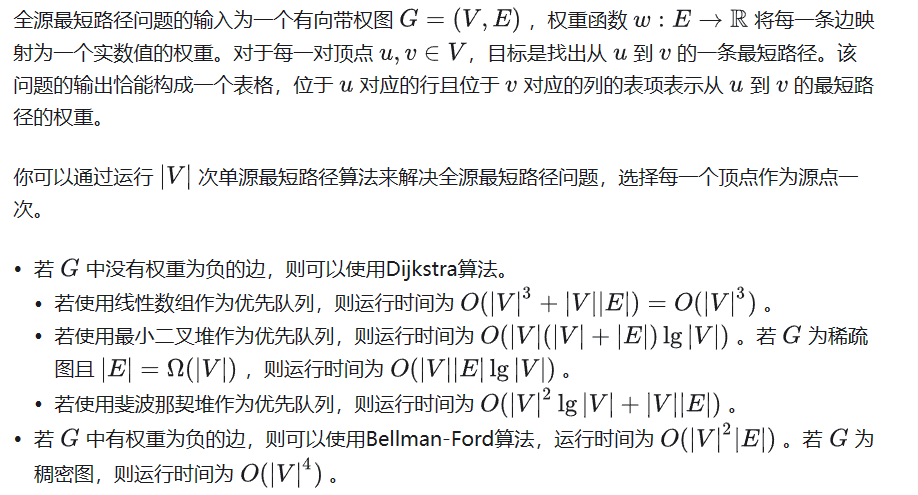 全源最短路径问题的输入为一个有向带权图 G = (V, E) ，权重函数 w : E → ℝ 将每一条边映
射为一个实数值的权重。对于每一对顶点 u, v ∈ V，目标是找出从 u 到 v 的一条最短路径。该
问题的输出恰能构成一个表格，位于 u 对应的行且位于 v 对应的列的表项表示从 u 到 v 的最短路
径的权重。
你可以通过运行 |V| 次单源最短路径算法来解决全源最短路径问题，选择每一个顶点作为源点一
次。
• 若 G 中没有权重为负的边，则可以使用Dijkstra算法。
• 若使用线性数组作为优先队列，则运行时间为 O(|V|³ + |V||E|) = O(|V|³) 。
• 若使用最小二叉堆作为优先队列，则运行时间为 O(|V|(|V| + |E|) lg |V|) 。若 G 为稀疏
图且 |E| = Ω(|V|) ，则运行时间为 O(|V||E| lg |V|) 。
• 若使用斐波那契堆作为优先队列，则运行时间为 O(|V|² lg |V| + |V||E|) 。
• 若 G 中有权重为负的边，则可以使用Bellman-Ford算法，运行时间为 O(|V|²|E|) 。若 G 为
稠密图，则运行时间为 O(|V|⁴) 。